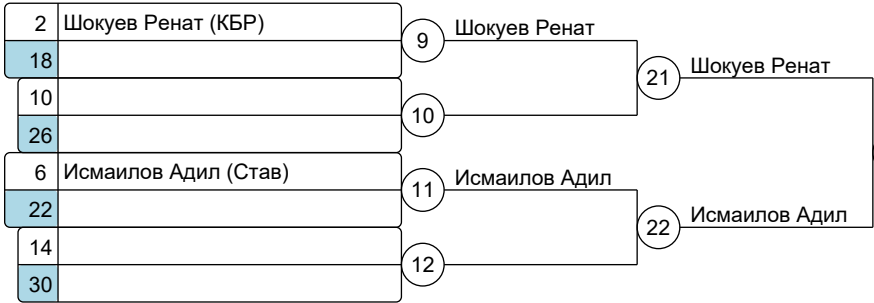 2 Шокуев Ренат (КБР)
18
9 Шокуев Ренат
10
26
10
21 Шокуев Ренат
6 Исмаилов Адил (Став)
22
11 Исмаилов Адил
14
30
12
22 Исмаилов Адил